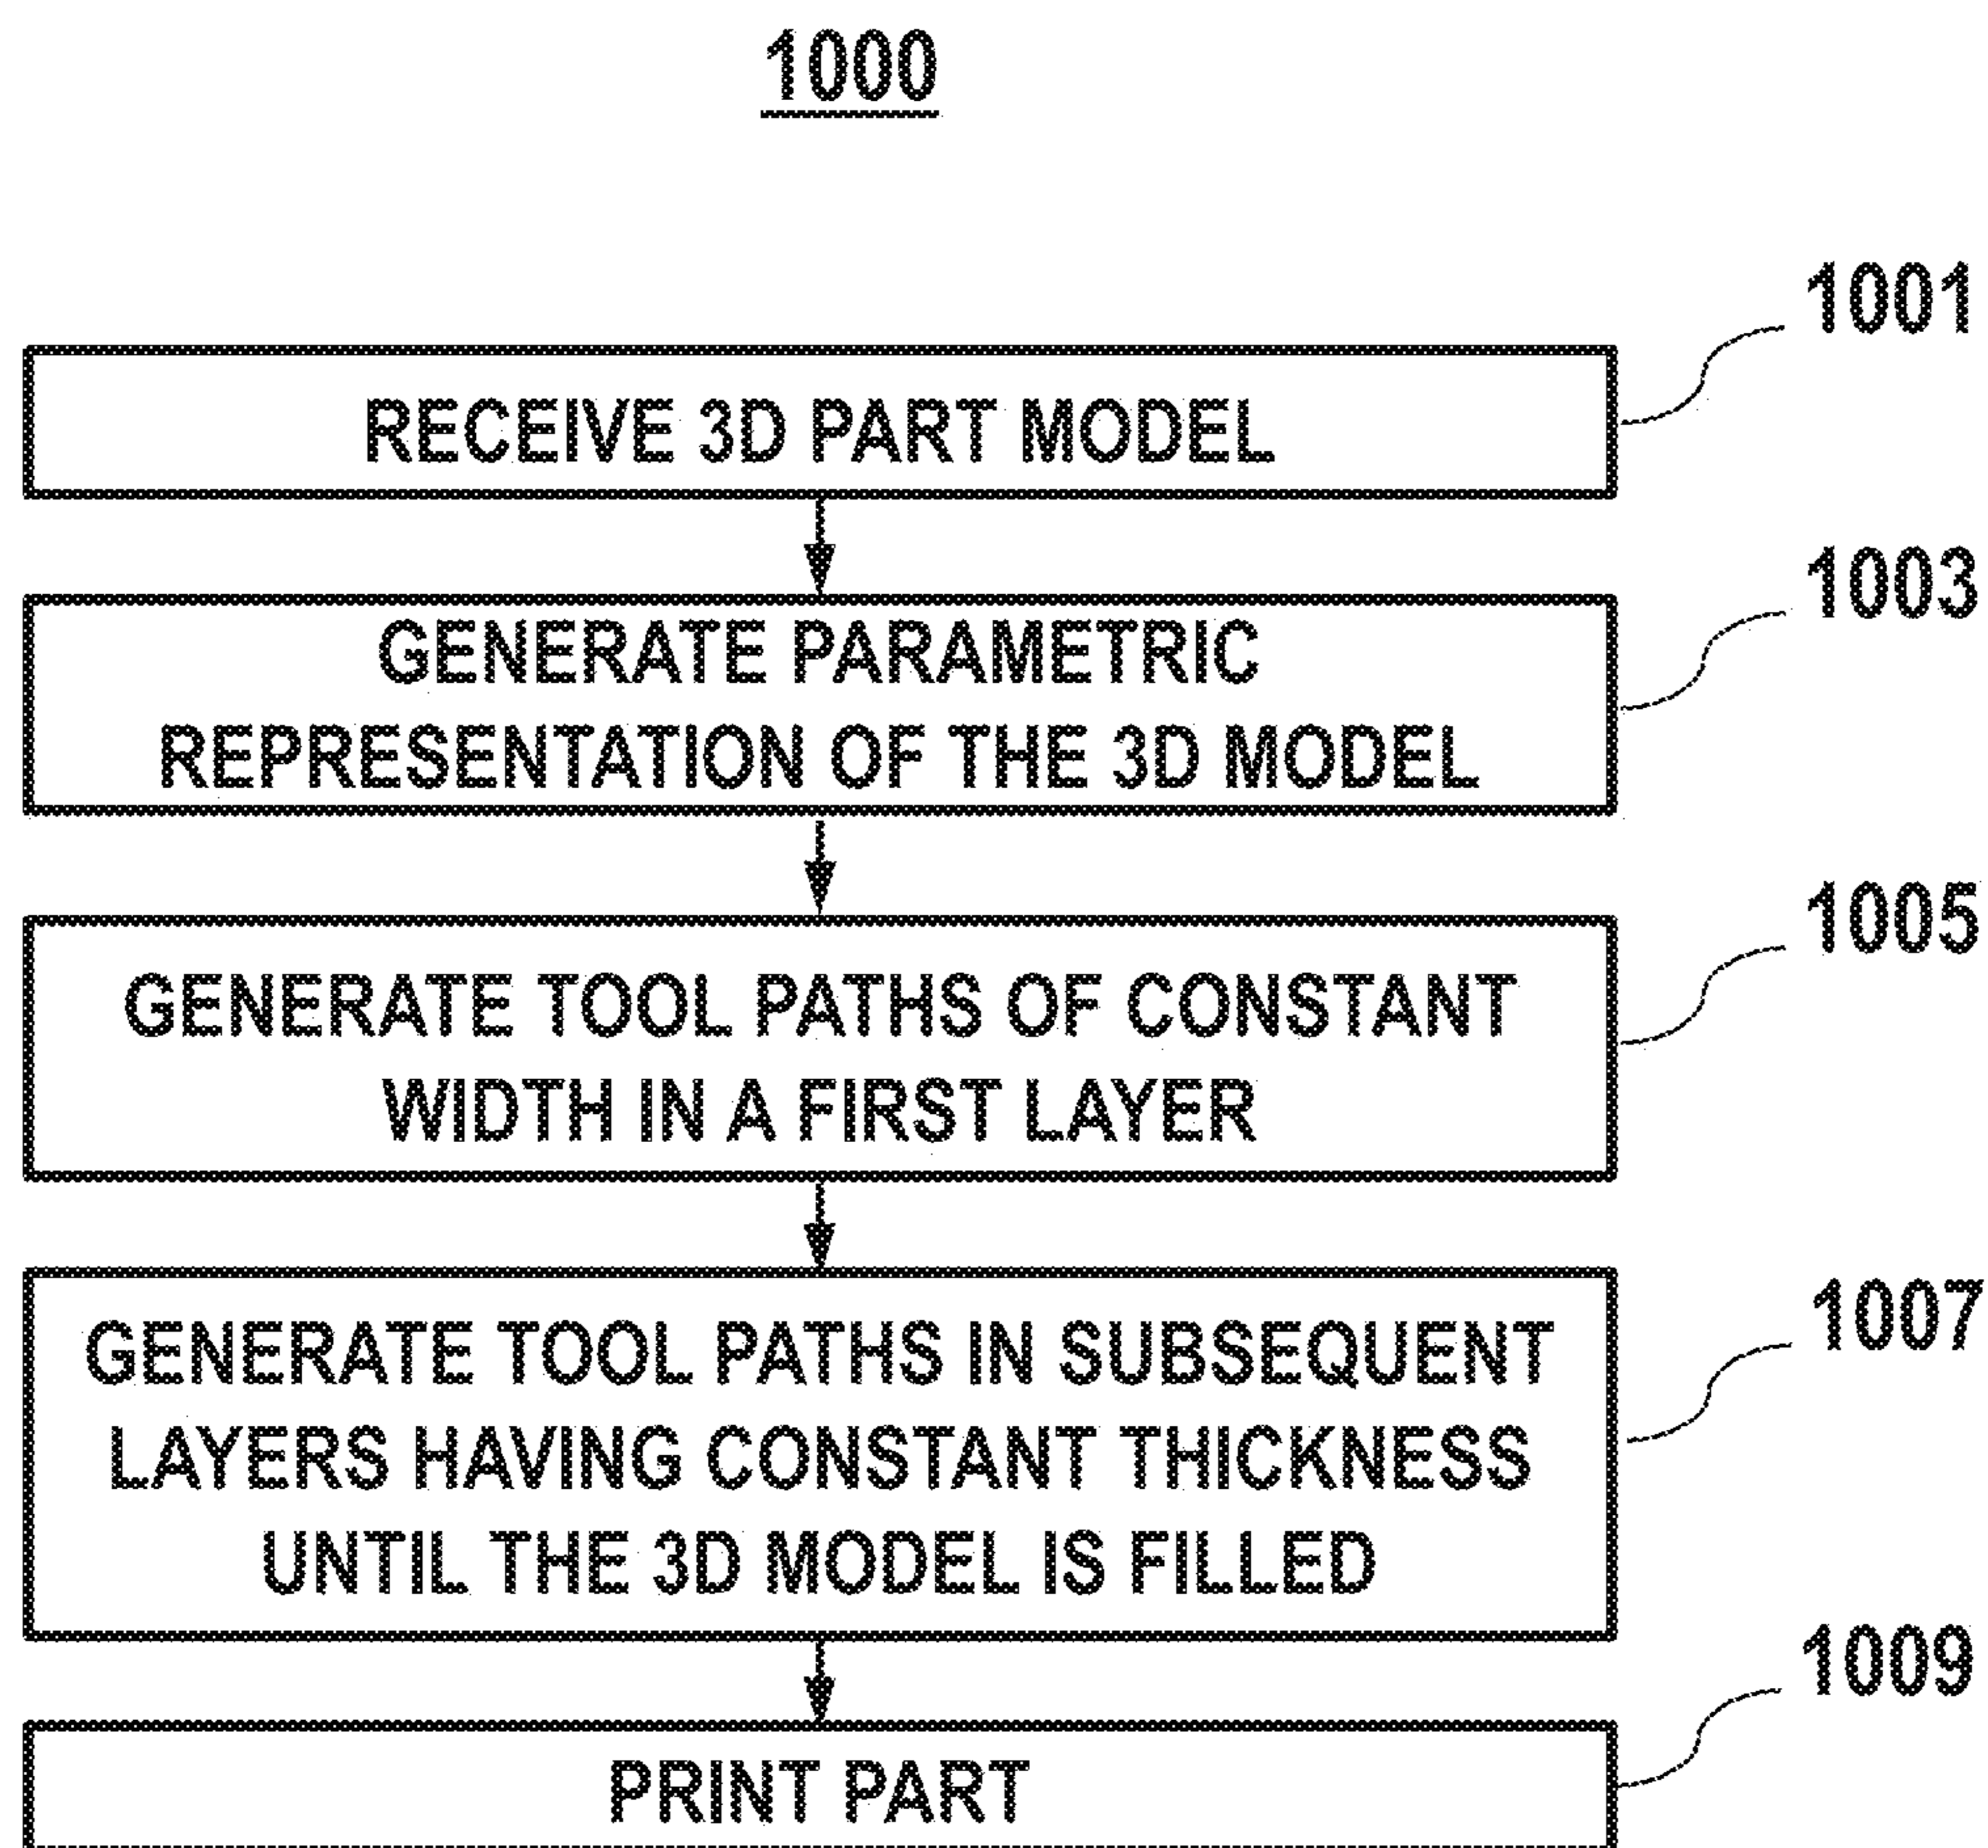 1000
1001
RECEIVE 3D PART MODEL
1003
GENERATE PARAMETRIC
REPRESENTATION OF THE 3D MODEL
1005
GENERATE TOOL PATHS OF CONSTANT
WIDTH IN A FIRST LAYER
1007
GENERATE TOOL PATHS IN SUBSEQUENT
LAYERS HAVING CONSTANT THICKNESS
UNTIL THE 3D MODEL IS FILLED
1009
PRINT PART